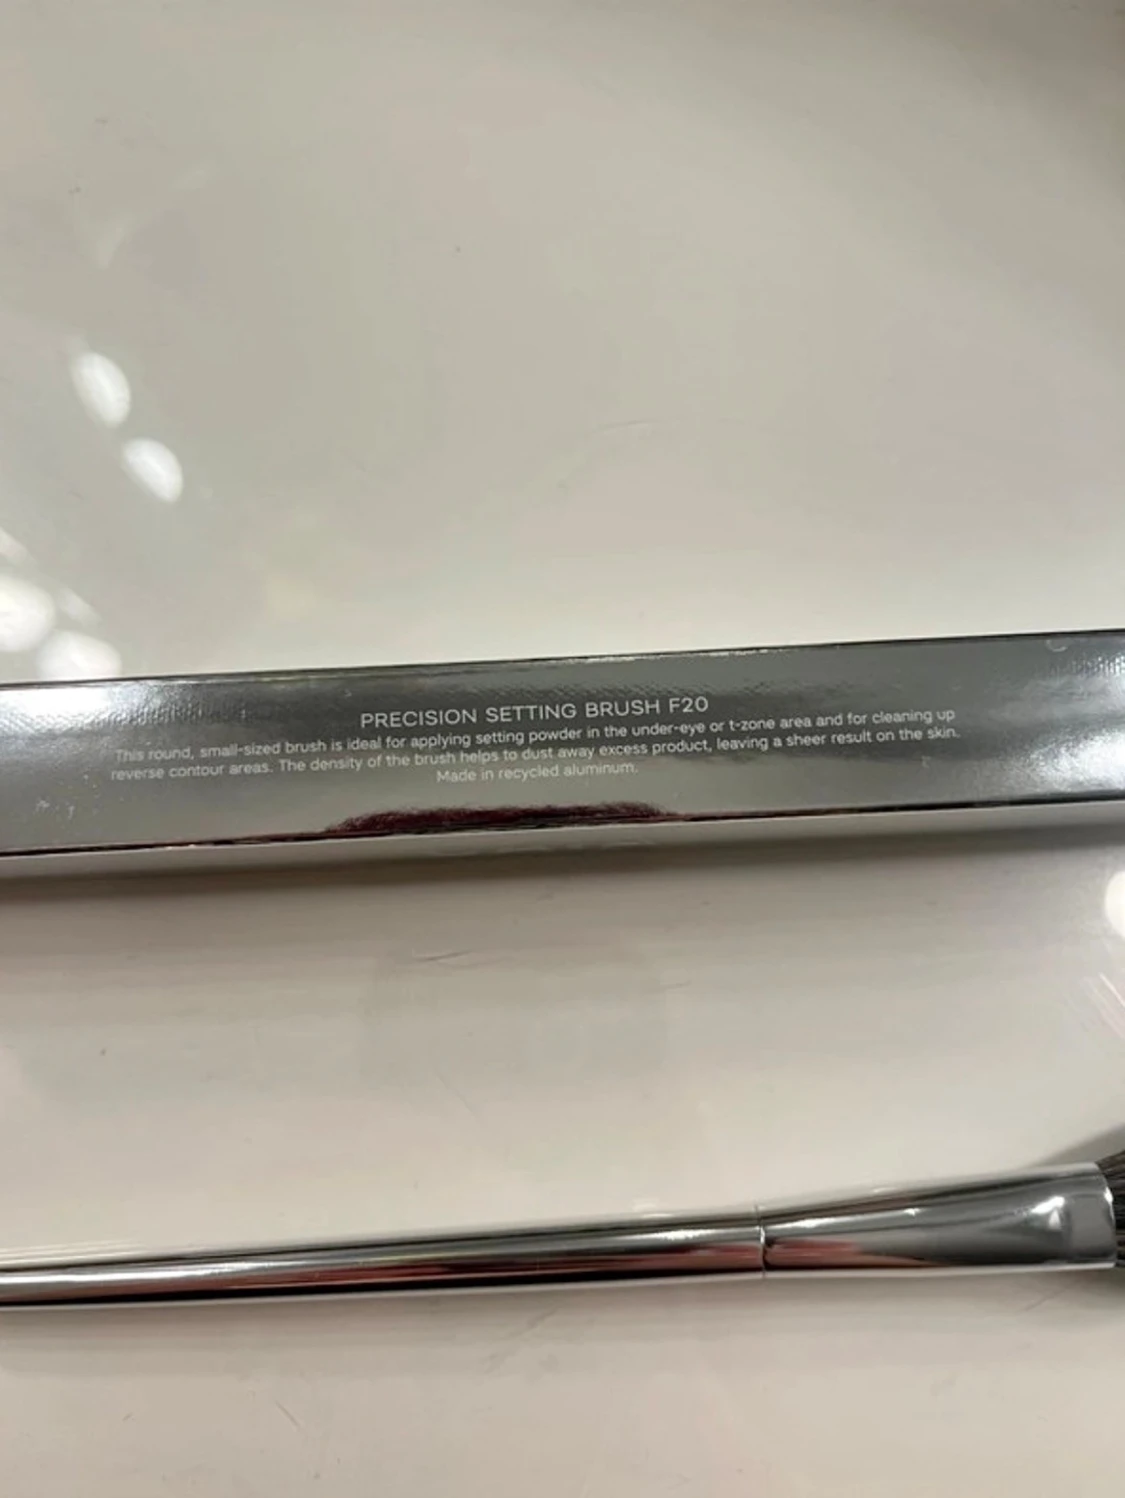 PRECISION SETTING BRUSH F20
This round, small-sized brush is ideal for applying setting powder in the under-eye or t-zone area and for cleaning up
reverse contour areas. The density of the brush helps to dust away excess product, leaving a sheer result on the skin.
Made in recycled aluminum.